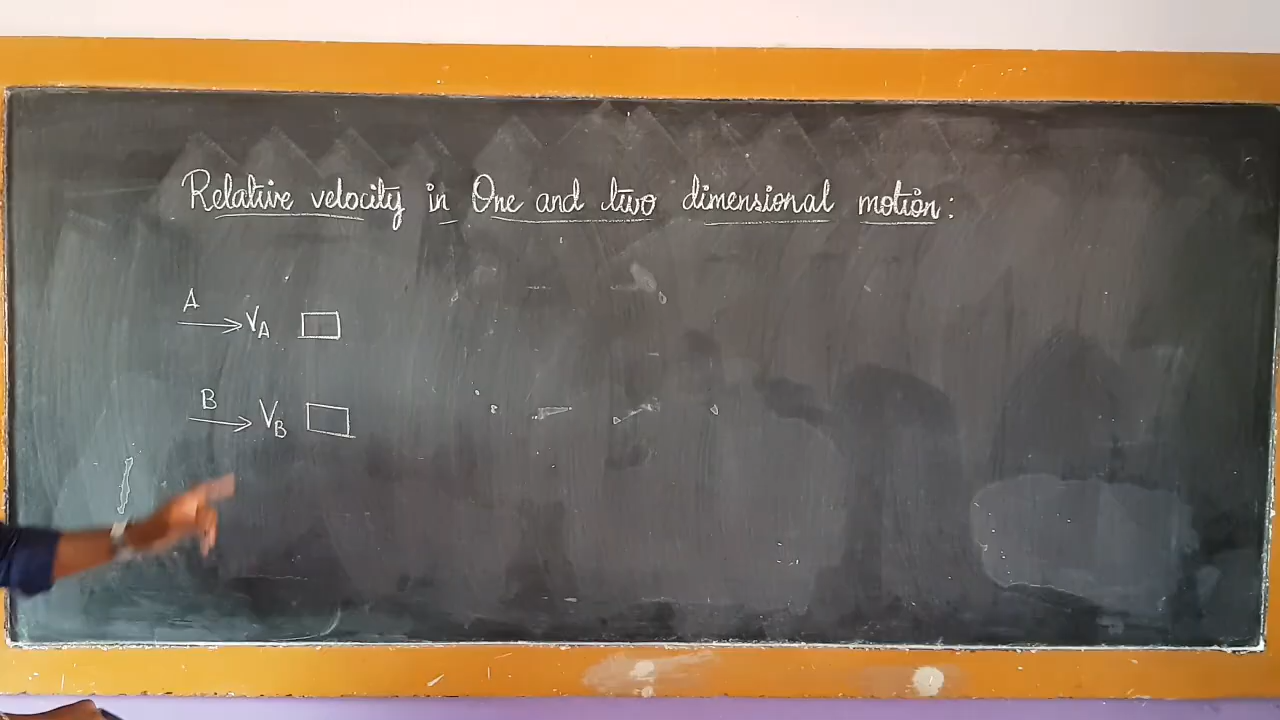 Relative velocity in One and two dimensional motion:
A
VA
B
VB